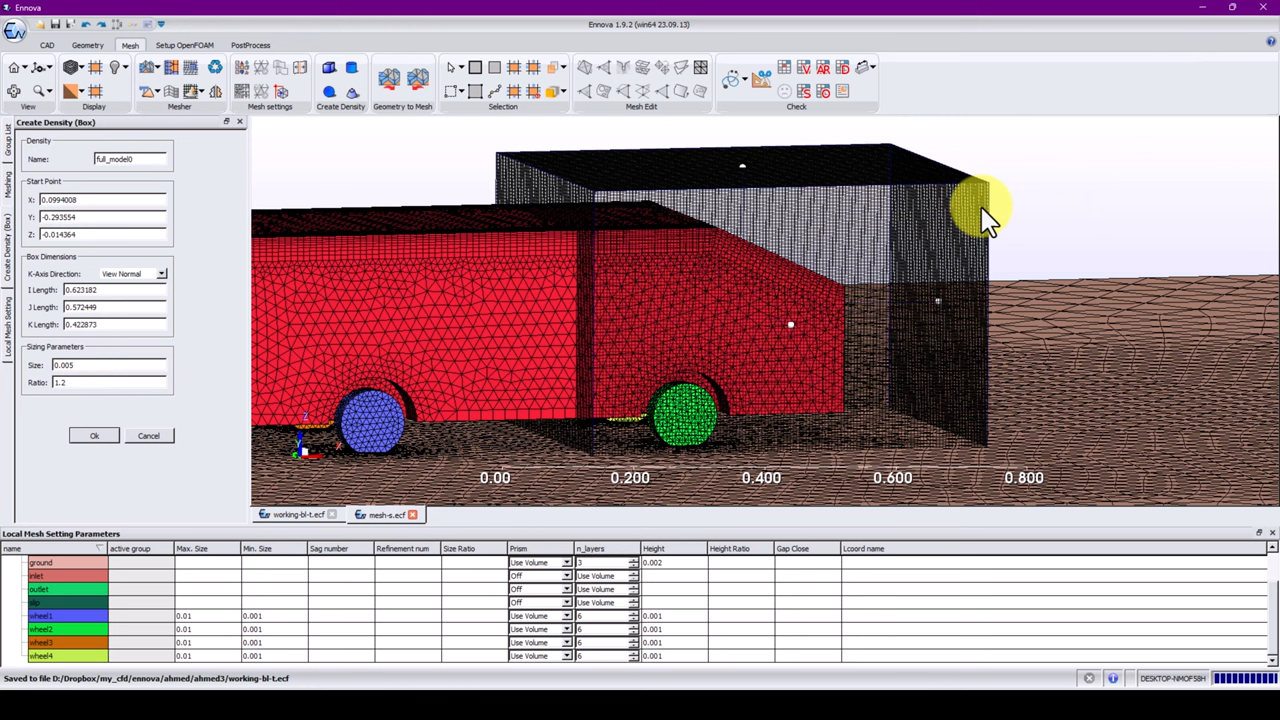 Ennova
Ennova 1.9.2 (win64 23.09.13)
CAD Geometry Mesh Setup OpenFOAM PostProcess
View Display Mesher Mesh settings Create Density Geometry to Mesh Selection Mesh Edit Check
Create Density (Box)
Group List
Meshing
Create Density (Box)
Local Mesh Setting
Density
Name: full_model0
Start Point
X: 0.0994008
Y: -0.293554
Z: -0.014364
Box Dimensions
K-Axis Direction: View Normal
I Length: 0.623182
J Length: 0.572449
K Length: 0.422873
Sizing Parameters
Size: 0.005
Ratio: 1.2
Ok Cancel
Z
X
0.00 0.200 0.400 0.600 0.800
working-bl-t.ecf mesh-s.ecf
Local Mesh Setting Parameters
name active group Max. Size Min. Size Sag number Refinement num Size Ratio Prism n_layers Height Height Ratio Gap Close Lcoord name
ground Use Volume 3 0.002
inlet Off Use Volume
outlet Off Use Volume
slip Off Use Volume
wheel1 0.01 0.001 Use Volume 6 0.001
wheel2 0.01 0.001 Use Volume 6 0.001
wheel3 0.01 0.001 Use Volume 6 0.001
wheel4 0.01 0.001 Use Volume 6 0.001
Saved to file D:/Dropbox/my_cfd/ennova/ahmed/ahmed3/working-bl-t.ecf
DESKTOP-NMOF58H